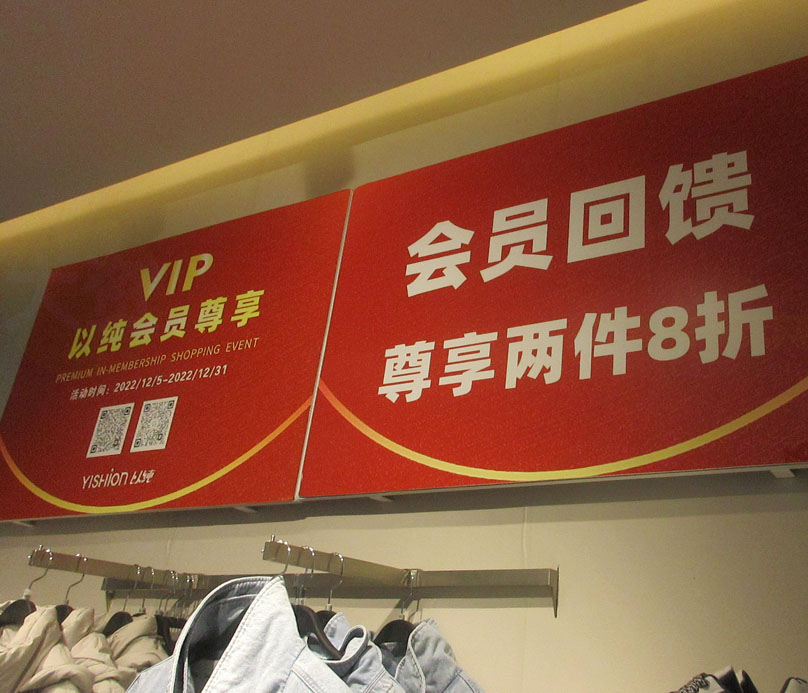 VIP
以纯会员尊享
PREMIUM IN-MEMBERSHIP SHOPPING EVENT
活动时间：2022/12/5-2022/12/31
YISHION 以纯
会员回馈
尊享两件8折